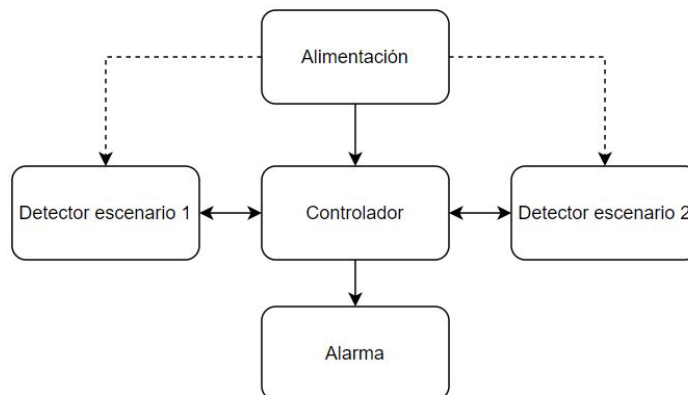 Alimentación
Detector escenario 1
Controlador
Detector escenario 2
Alarma